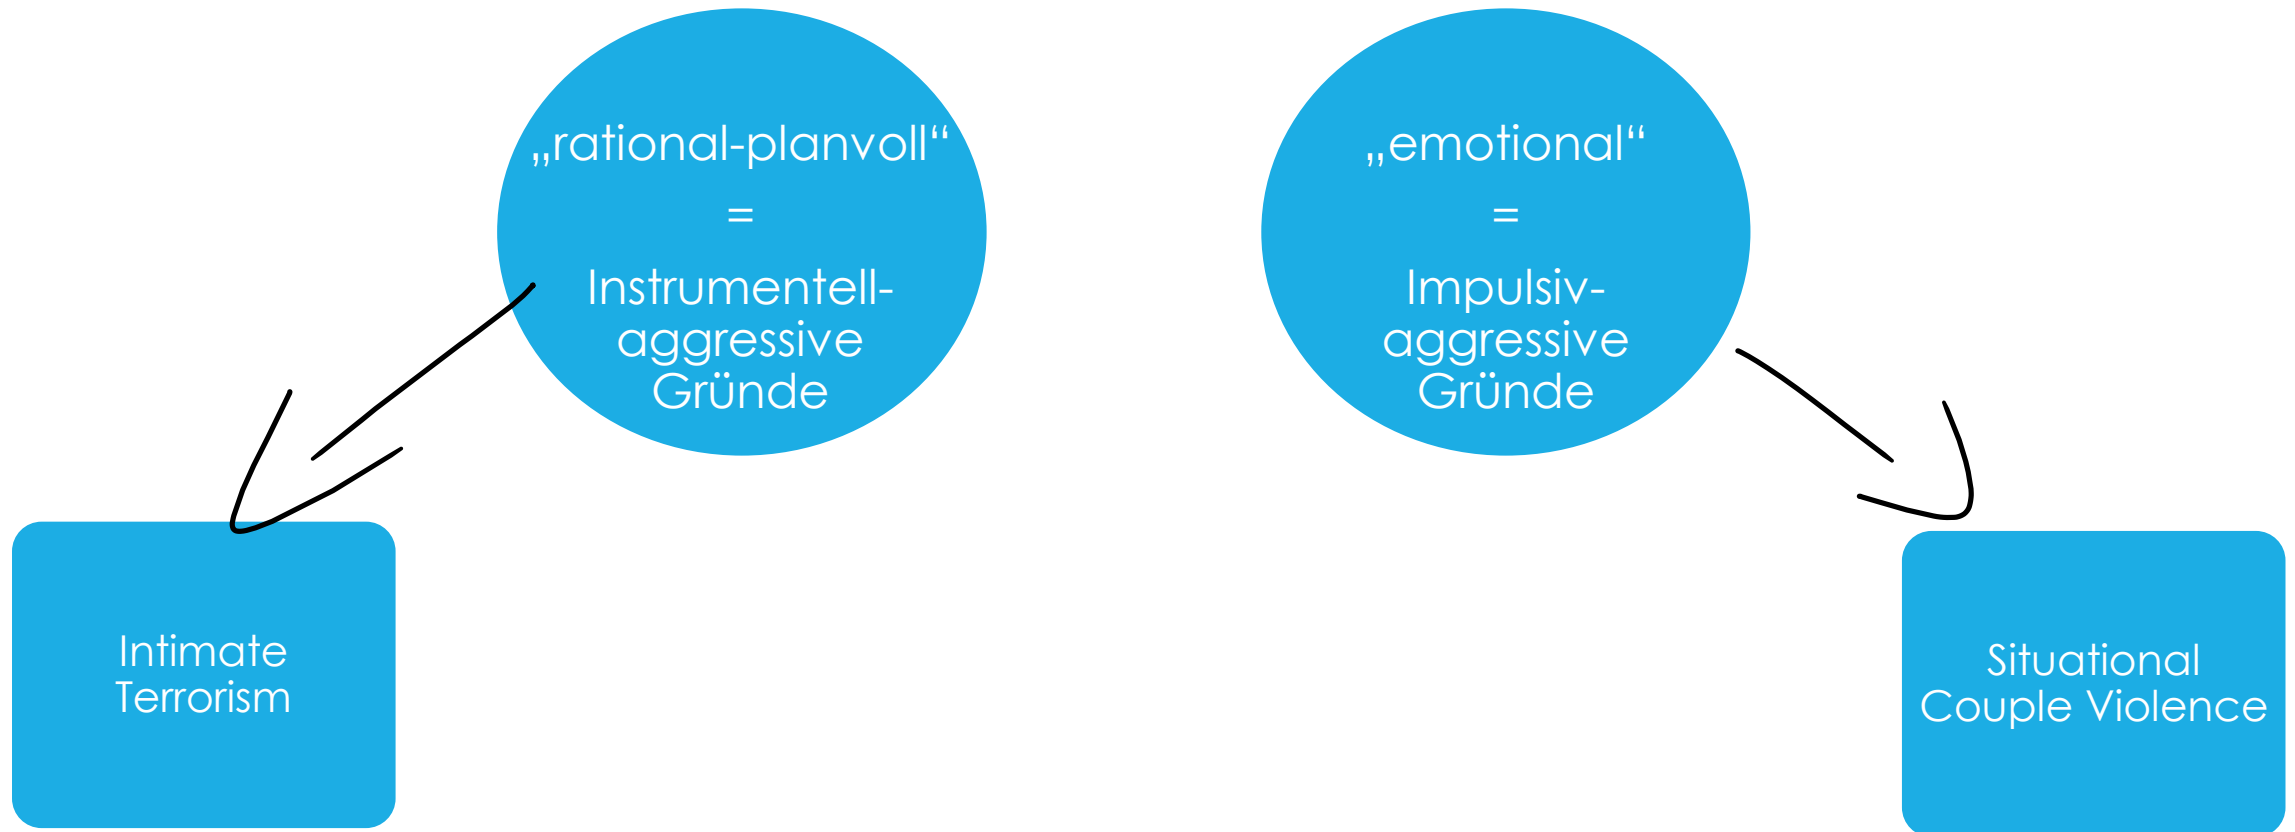 „rational-planvoll“
=
Instrumentell-
aggressive
Gründe
„emotional“
=
Impulsiv-
aggressive
Gründe
Intimate
Terrorism
Situational
Couple Violence